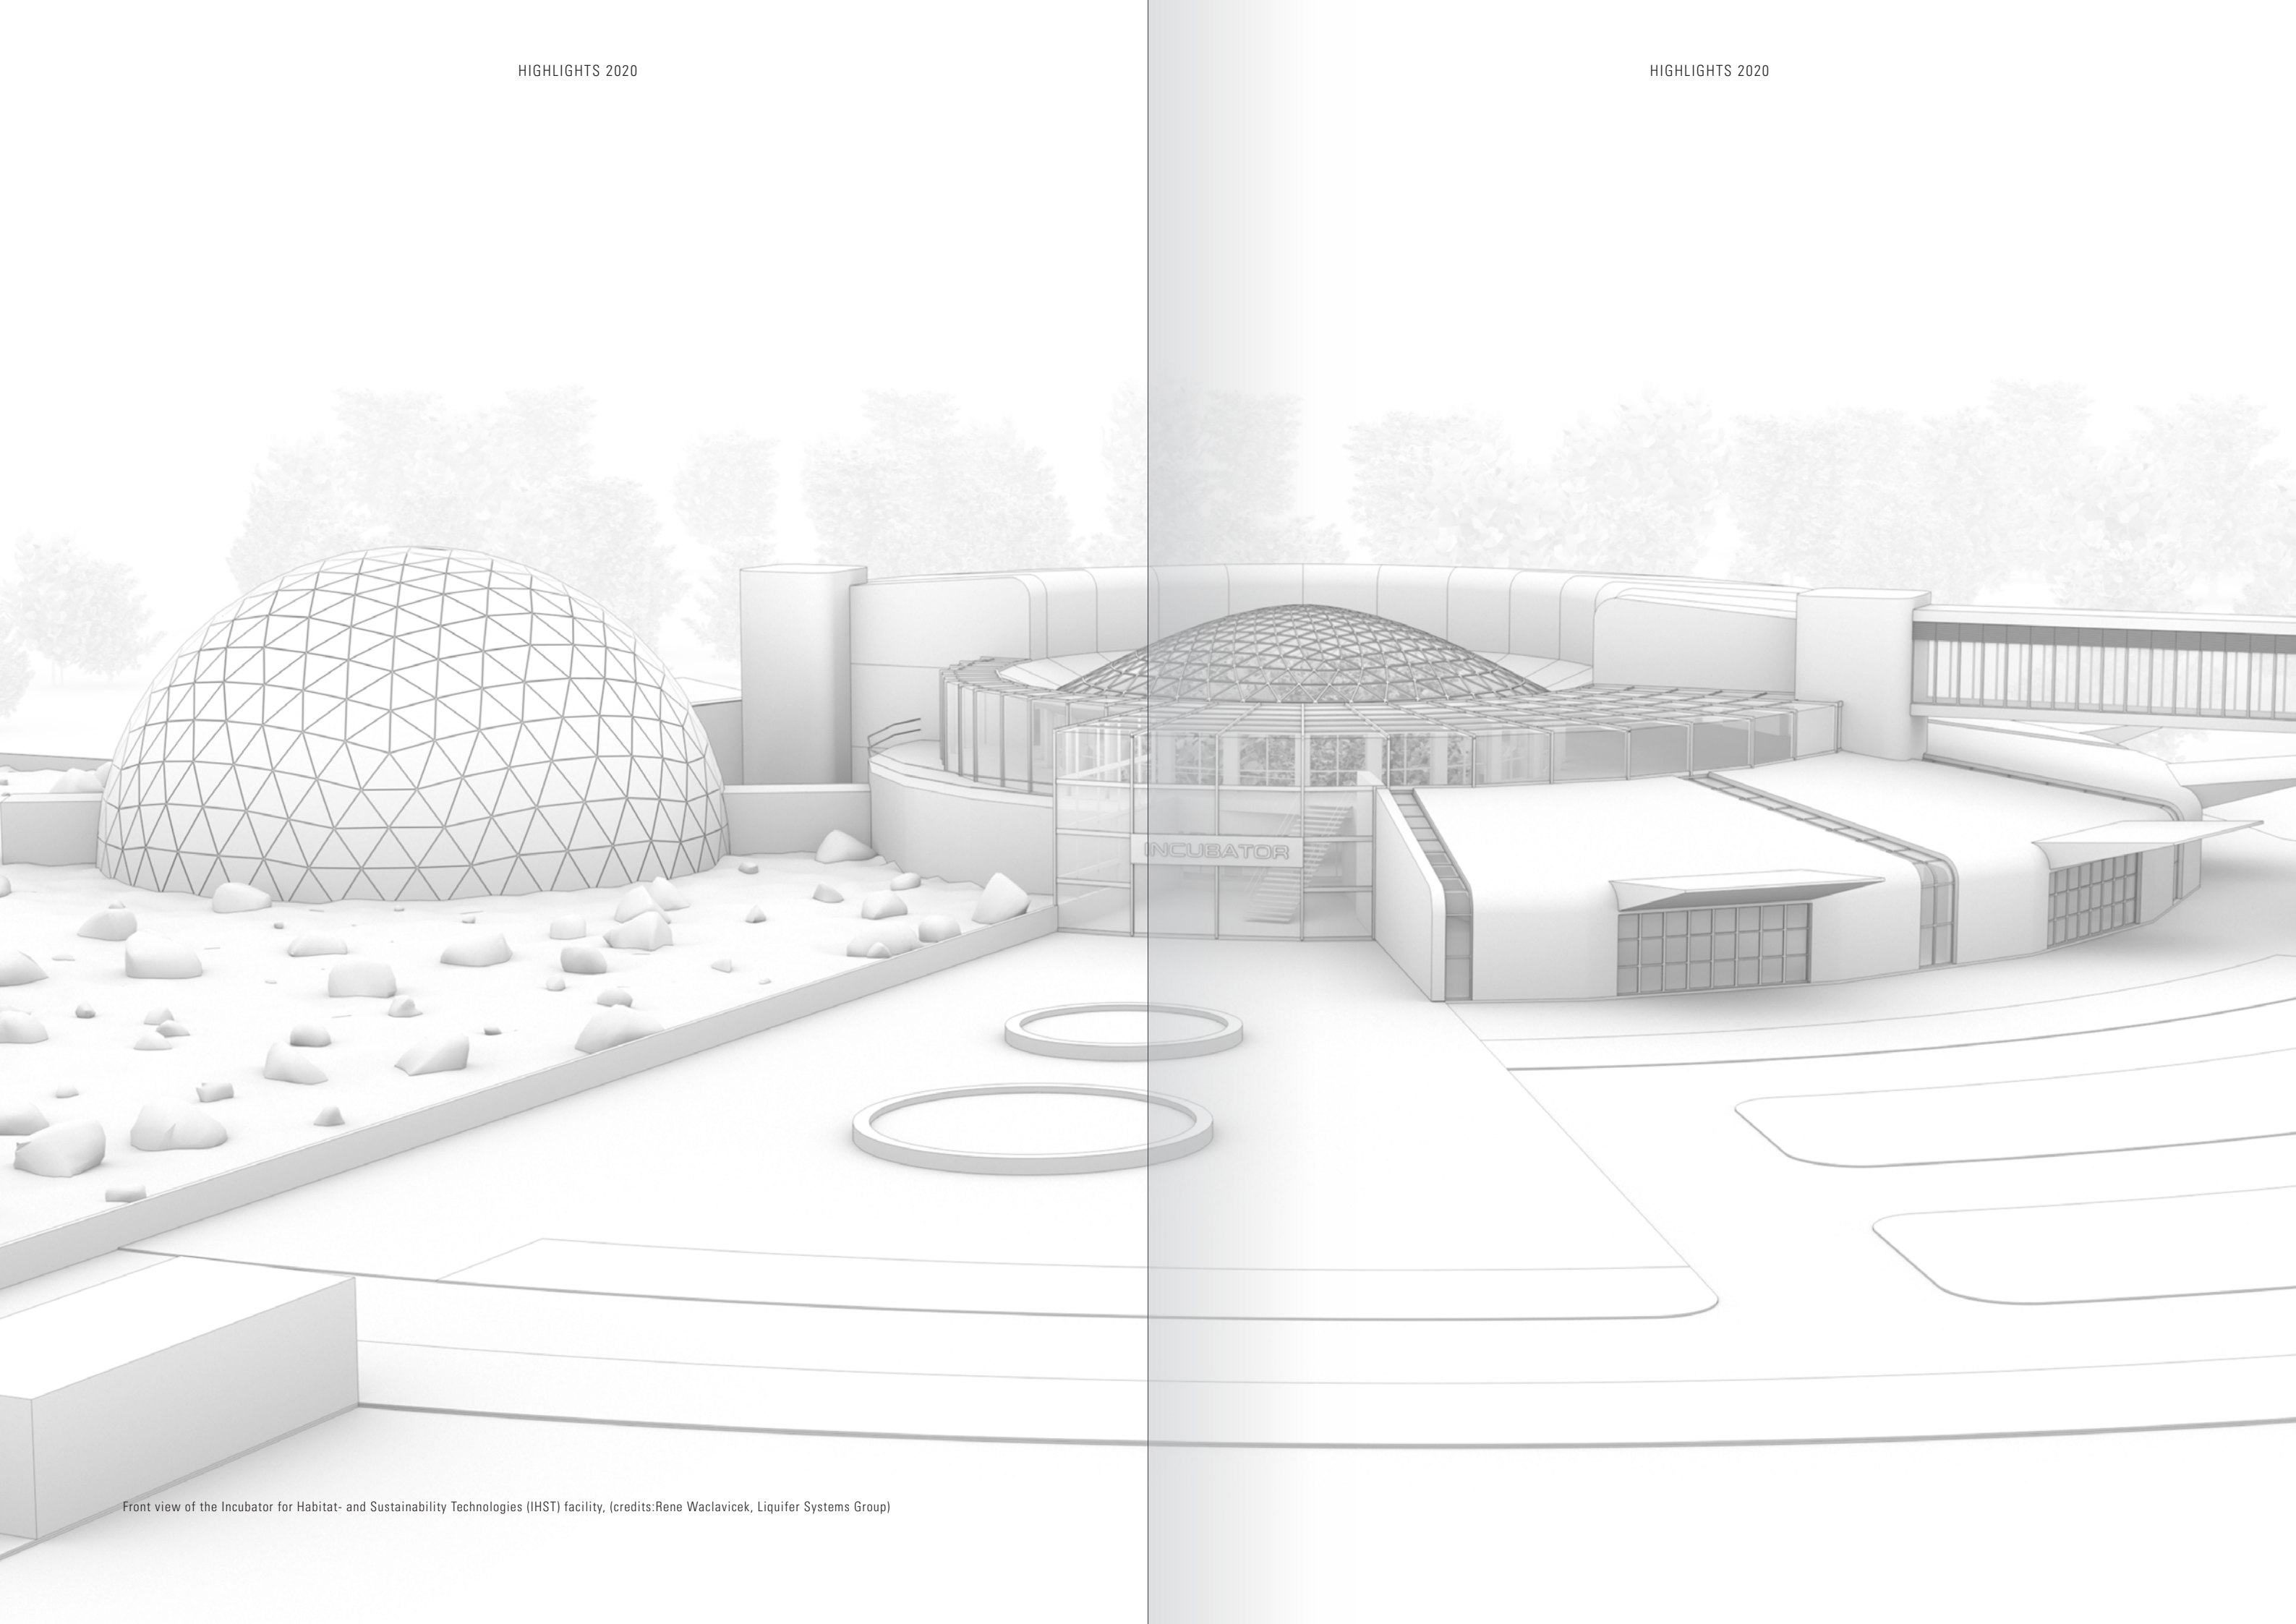 HIGHLIGHTS 2020
HIGHLIGHTS 2020
INCUBATOR
Front view of the Incubator for Habitat- and Sustainability Technologies (IHST) facility, (credits:Rene Waclavicek, Liquifer Systems Group)